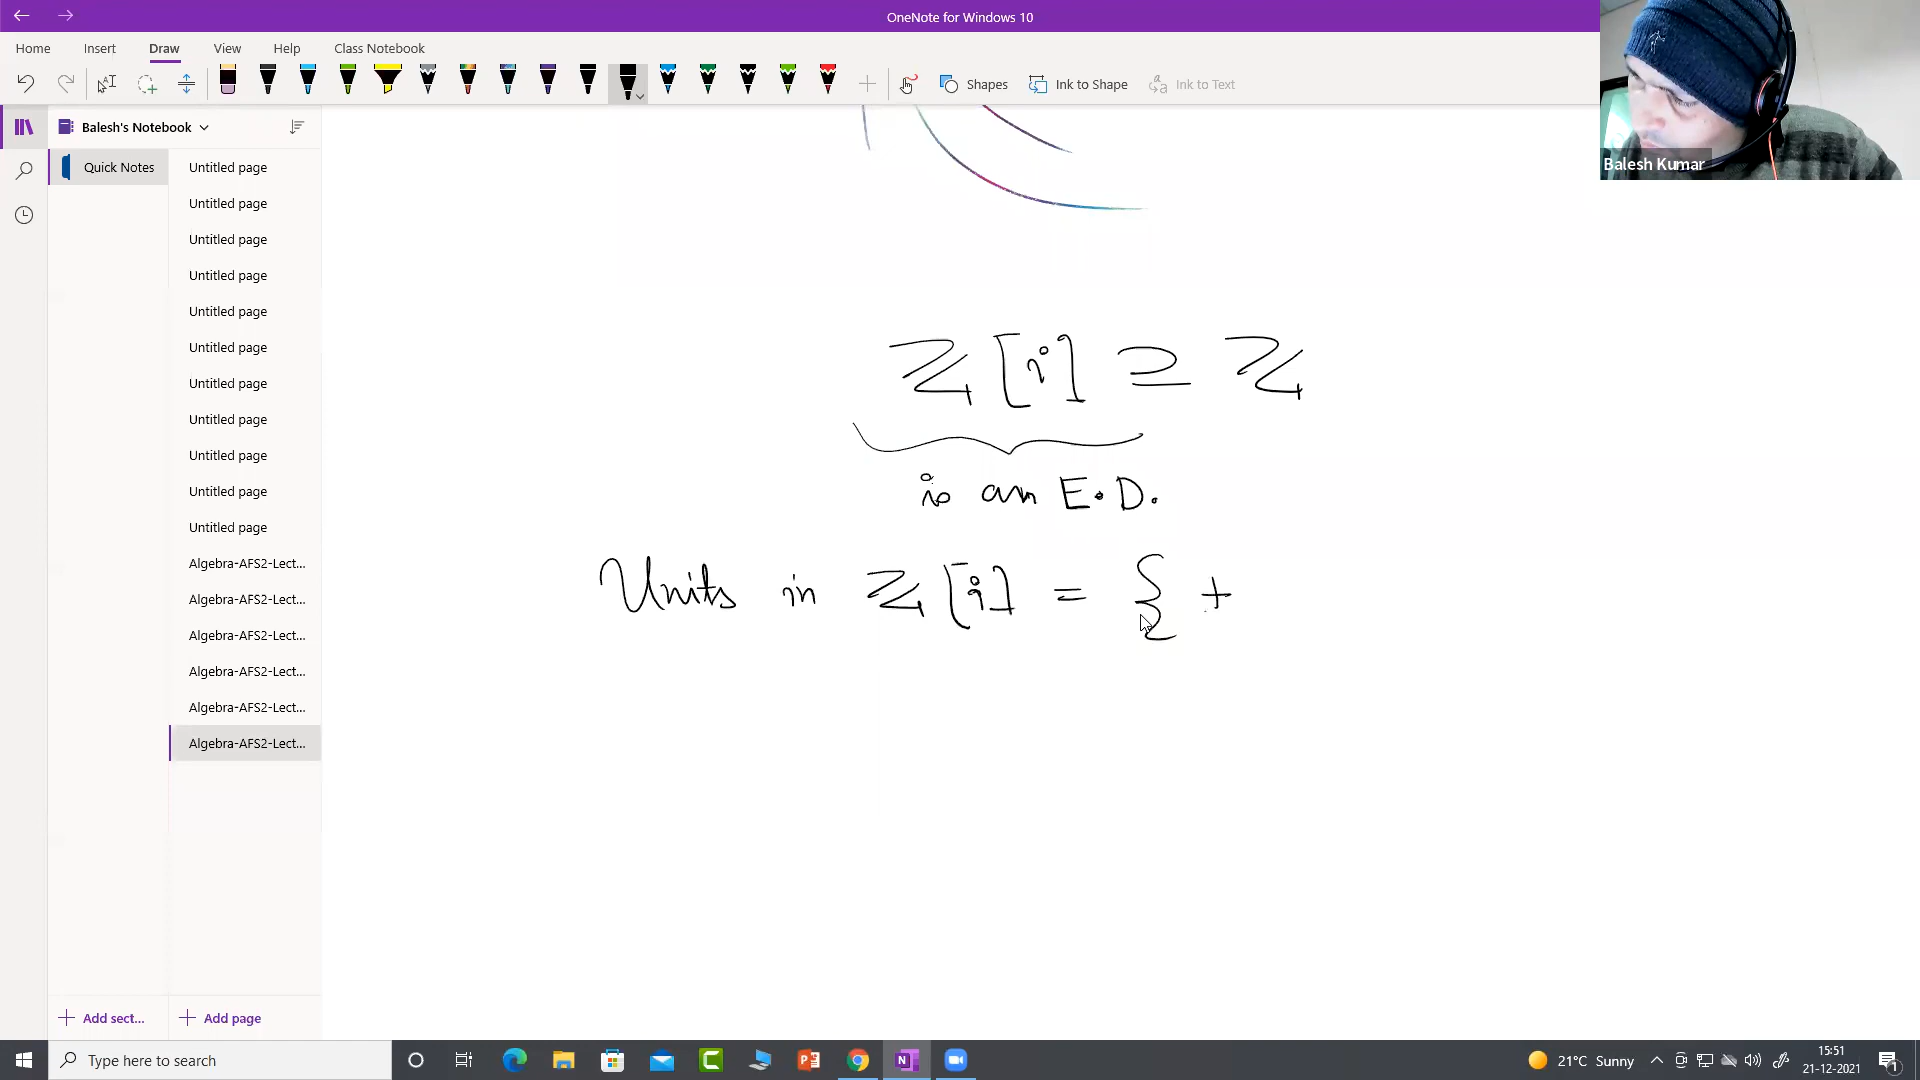 OneNote for Windows 10
Home Insert Draw View Help Class Notebook
Shapes Ink to Shape Ink to Text
Balesh's Notebook
Quick Notes
Untitled page
Untitled page
Untitled page
Untitled page
Untitled page
Untitled page
Untitled page
Untitled page
Untitled page
Untitled page
Untitled page
Algebra-AFS2-Lect...
Algebra-AFS2-Lect...
Algebra-AFS2-Lect...
Algebra-AFS2-Lect...
Algebra-AFS2-Lect...
Algebra-AFS2-Lect...
Add sect...
Add page
Balesh Kumar
ℤ[i] ⊇ ℤ
is an E.D.
Units in ℤ[i] = { +
Type here to search
21°C Sunny
15:51
21-12-2021
1